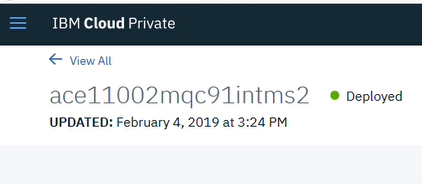 IBM Cloud Private
View All
ace11002mqc91intms2 Deployed
UPDATED: February 4, 2019 at 3:24 PM